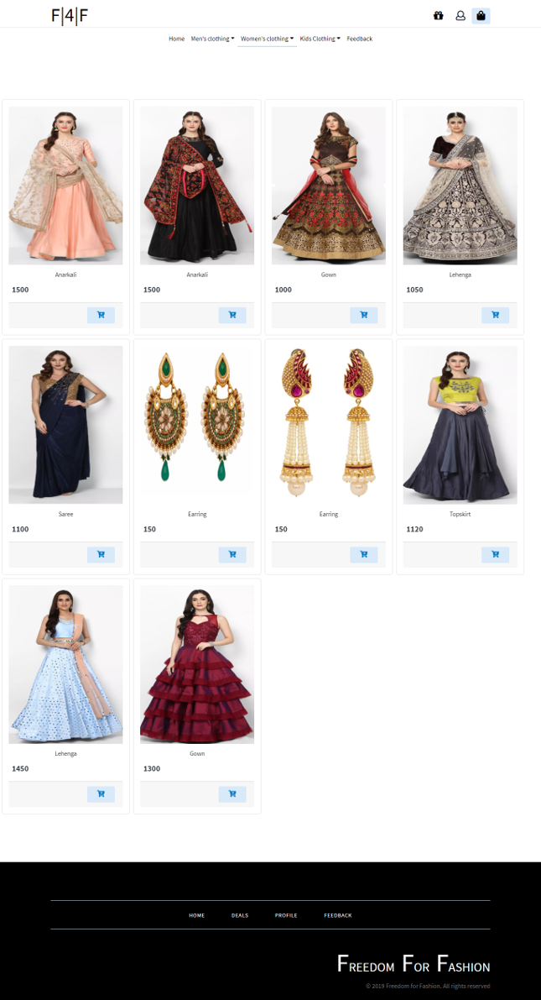 F|4|F
Home Men's clothing Women's clothing Kids Clothing Feedback
Anarkali Anarkali Gown Lehenga
1500 1500 1000 1050
Saree Earring Earring Topskirt
1100 150 150 1120
Lehenga Gown
1450 1300
HOME DEALS PROFILE FEEDBACK
FREEDOM FOR FASHION
© 2019 Freedom for Fashion. All rights reserved